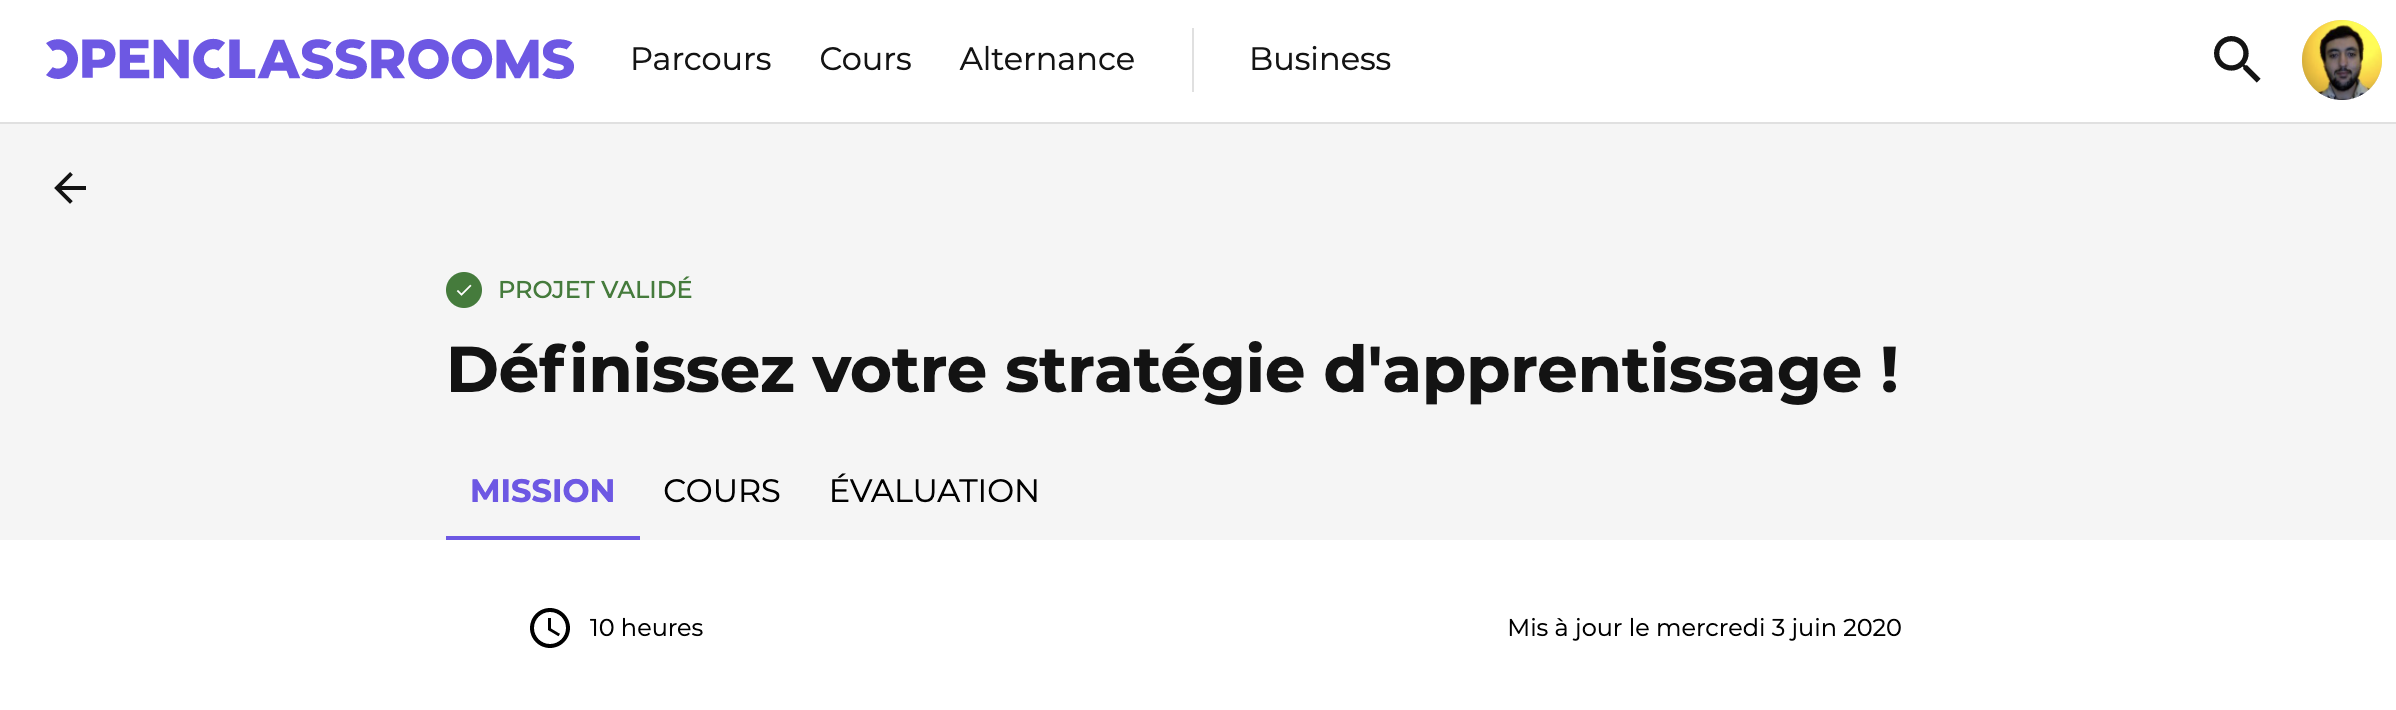 OPENCLASSROOMS Parcours Cours Alternance Business
PROJET VALIDÉ
Définissez votre stratégie d'apprentissage !
MISSION COURS ÉVALUATION
10 heures Mis à jour le mercredi 3 juin 2020